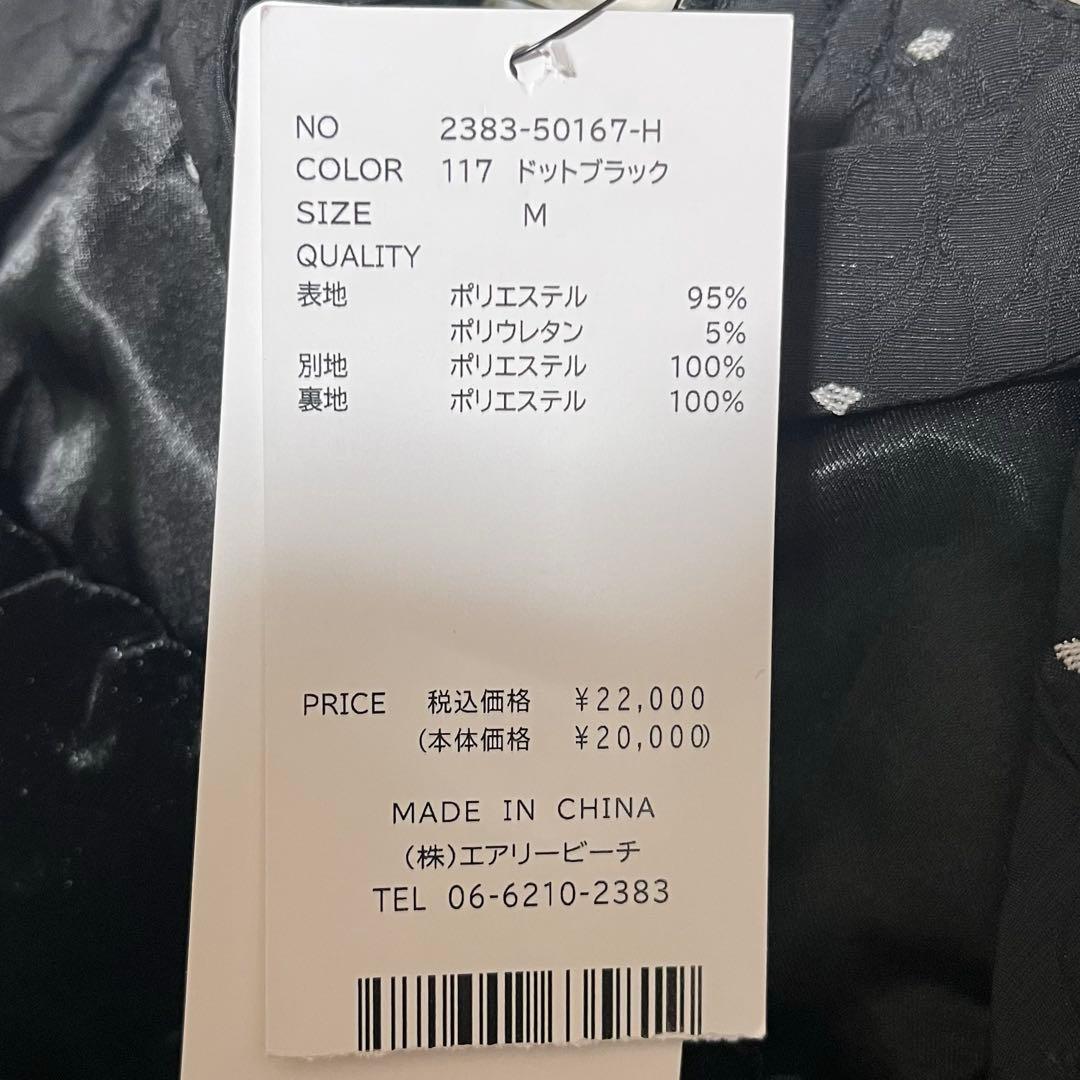 NO 2383-50167-H
COLOR 117 ドットブラック
SIZE M
QUALITY
表地 ポリエステル 95%
ポリウレタン 5%
別地 ポリエステル 100%
裏地 ポリエステル 100%
PRICE 税込価格 ¥22,000
(本体価格 ¥20,000)
MADE IN CHINA
(株)エアリービーチ
TEL 06-6210-2383